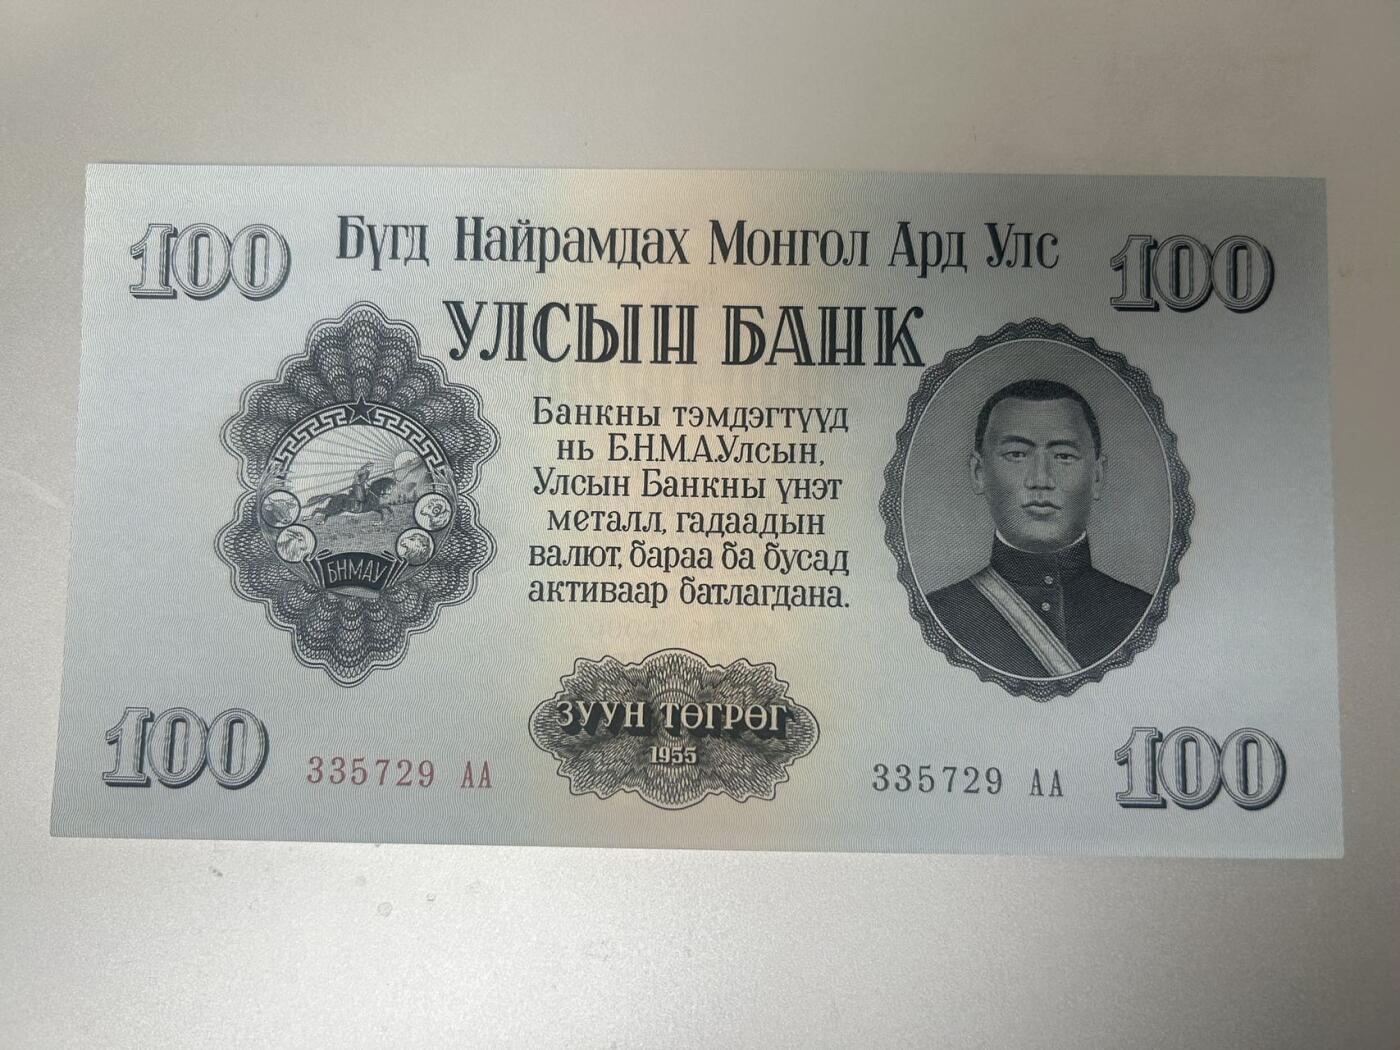 100 Бүгд Найрамдах Монгол Ард Улс 100
УЛСЫН БАНК
Банкны тэмдэгтүүд
нь Б.Н.М.А.Улсын,
Улсын Банкны үнэт
металл, гадаадын
валют, бараа ба бусад
активаар батлагдана.
БНМАУ
ЗУУН ТӨГРӨГ
1955
100 335729 АА 335729 АА 100